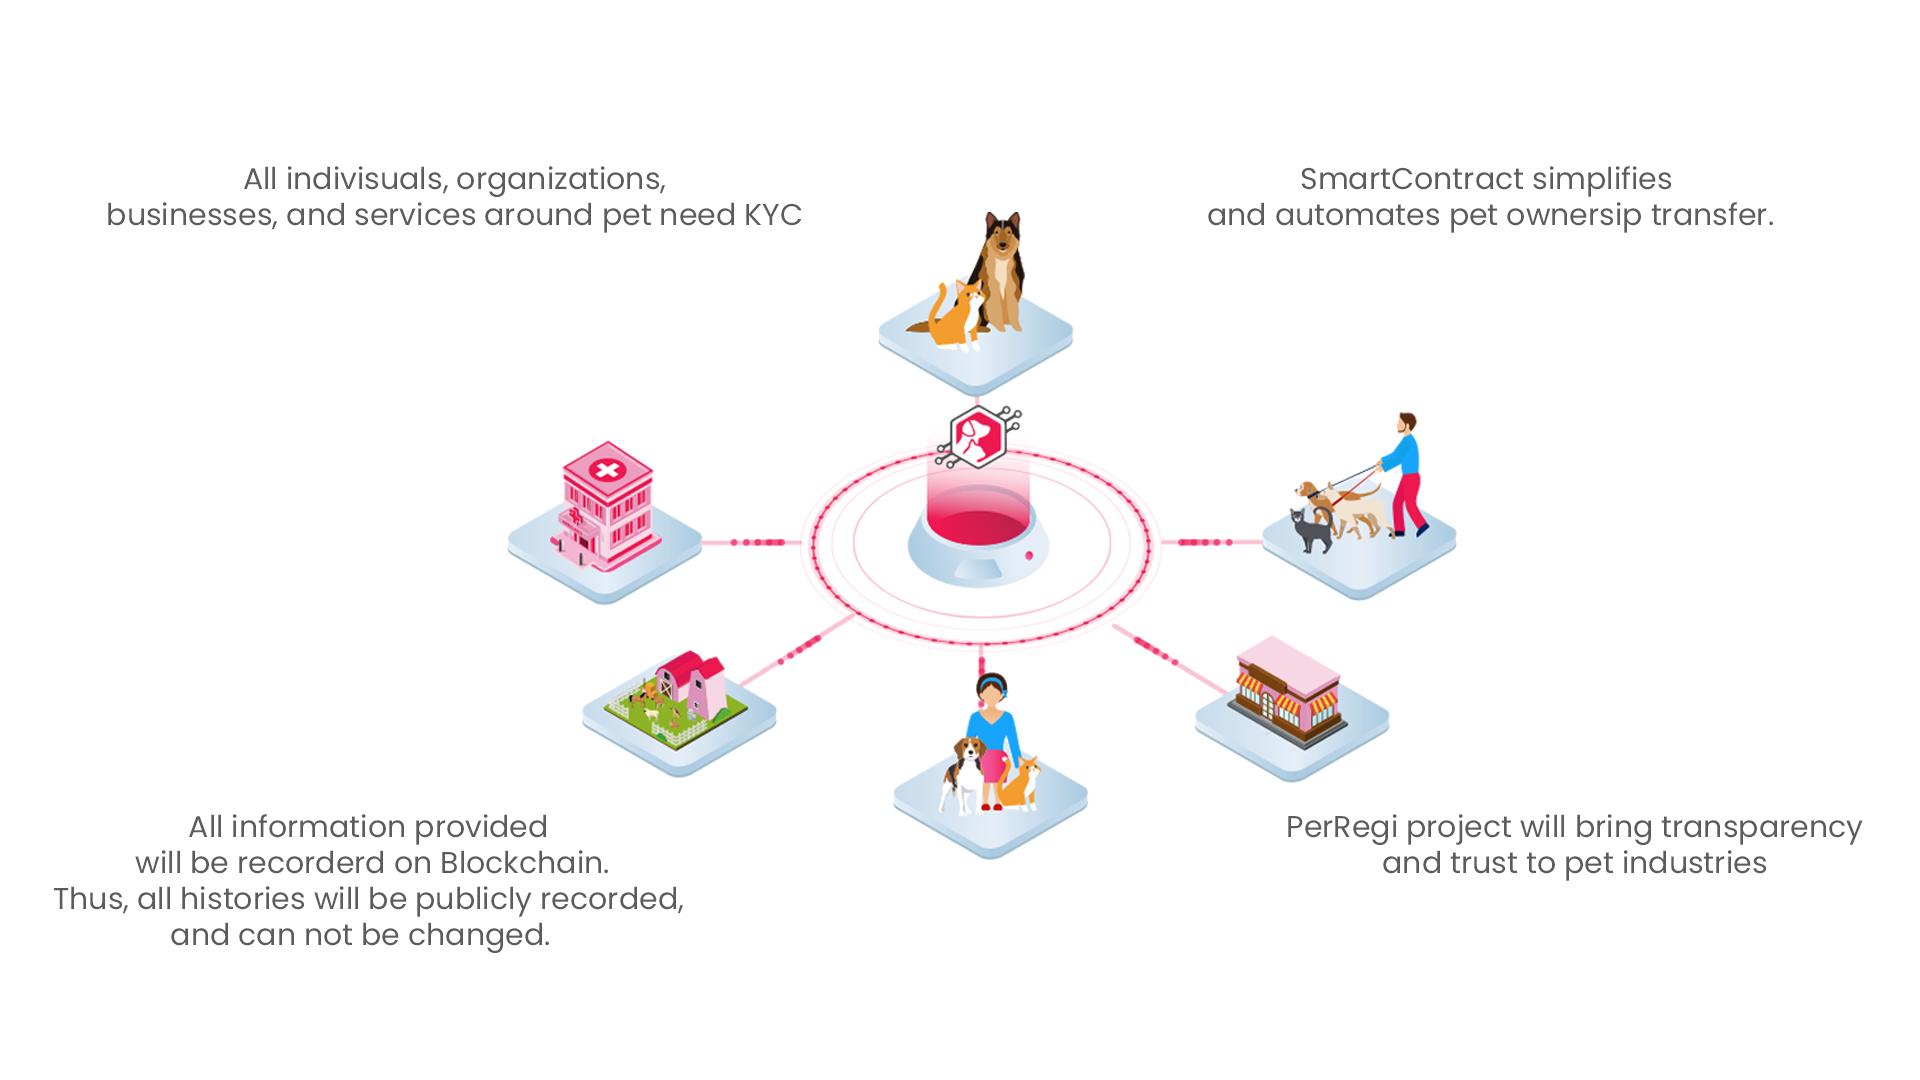 All indivisuals, organizations,
businesses, and services around pet need KYC
SmartContract simplifies
and automates pet ownersip transfer.
All information provided
will be recorderd on Blockchain.
Thus, all histories will be publicly recorded,
and can not be changed.
PerRegi project will bring transparency
and trust to pet industries